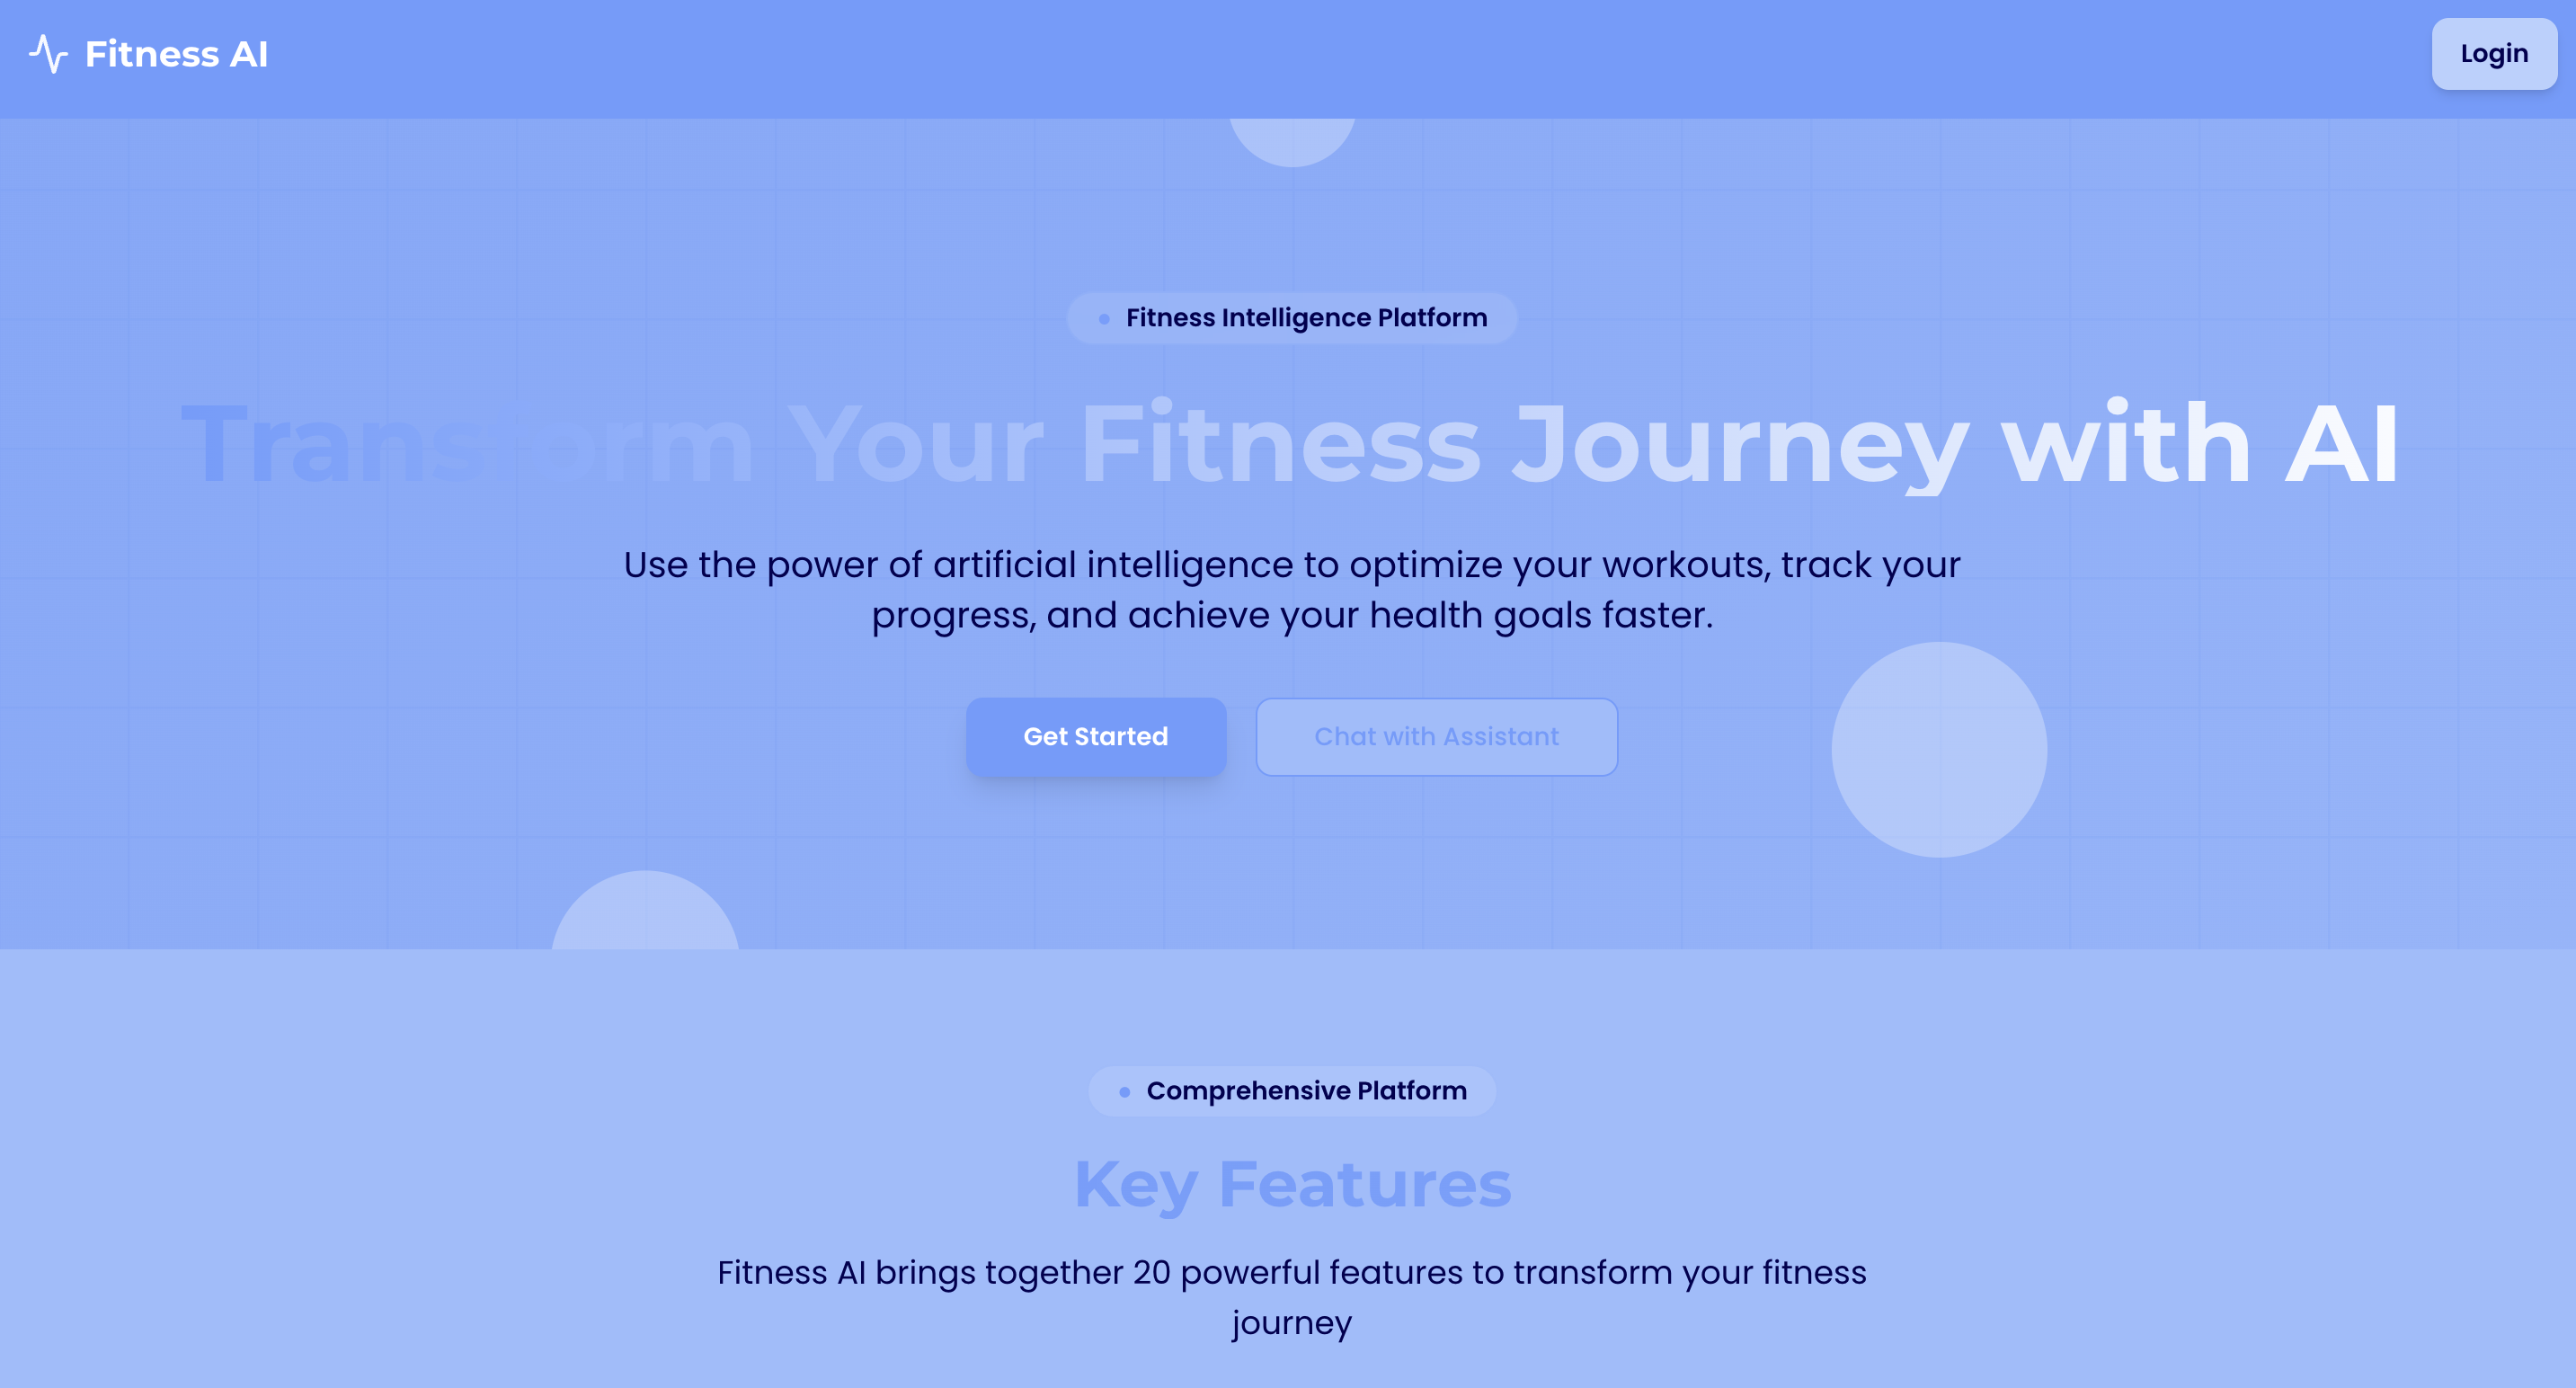 Fitness AI
Login
Fitness Intelligence Platform
Transform Your Fitness Journey with AI
Use the power of artificial intelligence to optimize your workouts, track your
progress, and achieve your health goals faster.
Get Started
Chat with Assistant
Comprehensive Platform
Key Features
Fitness AI brings together 20 powerful features to transform your fitness
journey